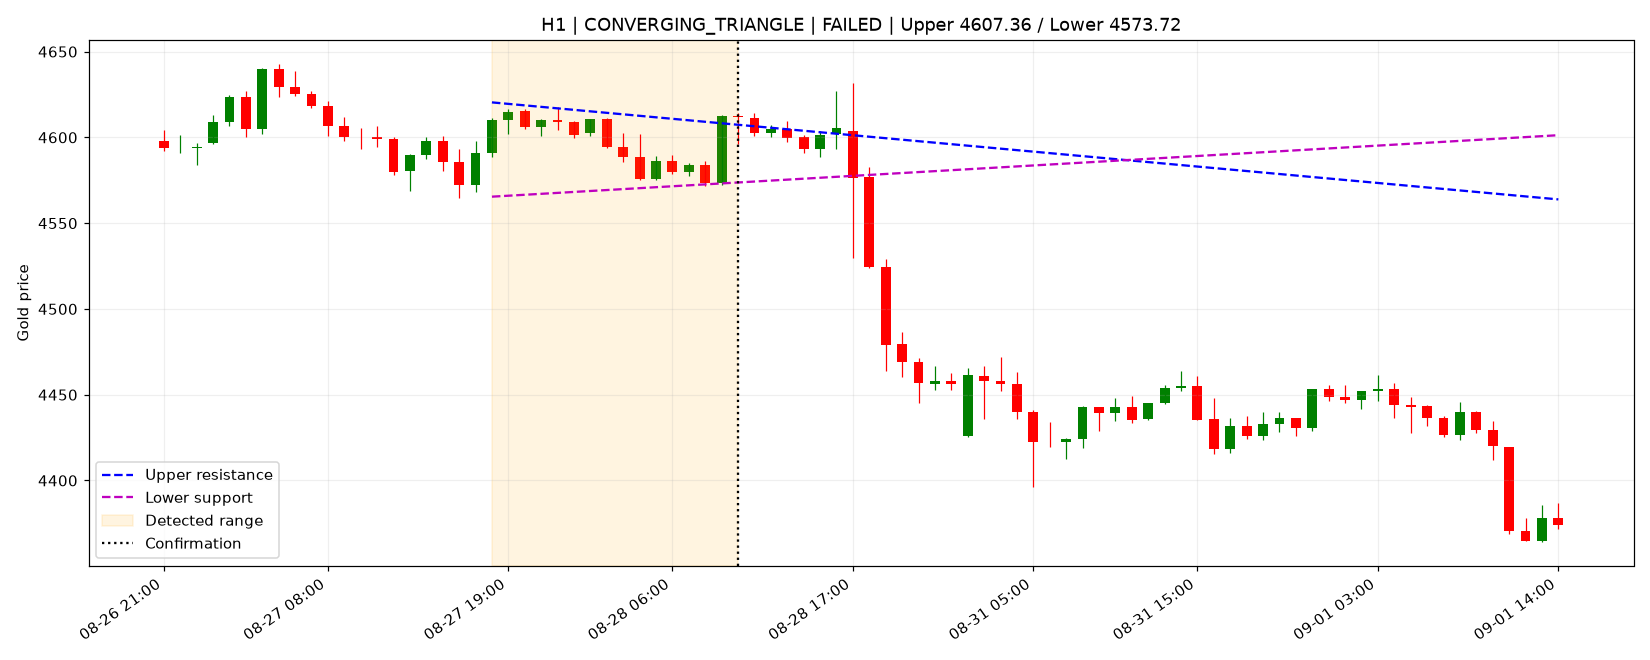 H1 | CONVERGING_TRIANGLE | FAILED | Upper 4607.36 / Lower 4573.72
Gold price
4650
4600
4550
4500
4450
4400
Upper resistance
Lower support
Detected range
Confirmation
08-26 21:00
08-27 08:00
08-27 19:00
08-28 06:00
08-28 17:00
08-31 05:00
08-31 15:00
09-01 03:00
09-01 14:00